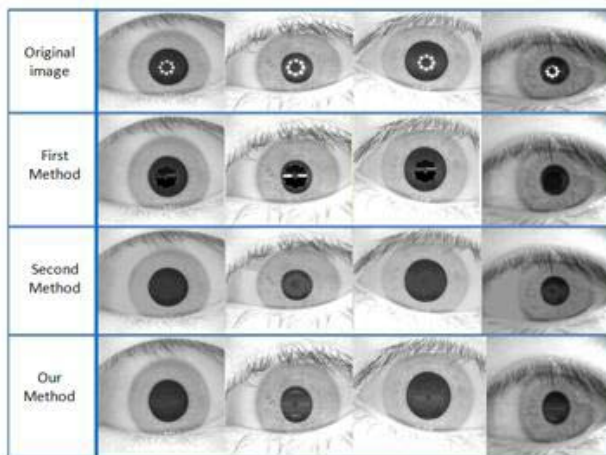 Original
image
First
Method
Second
Method
Our
Method